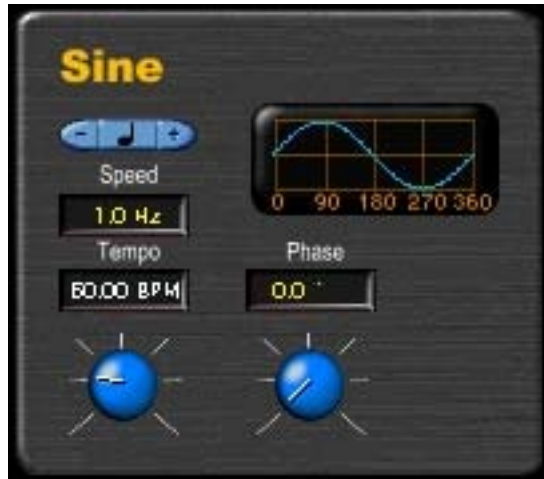 Sine
- +
0 90 180 270 360
Speed
1.0 Hz
Tempo
60.00 BPM
Phase
0.0 °